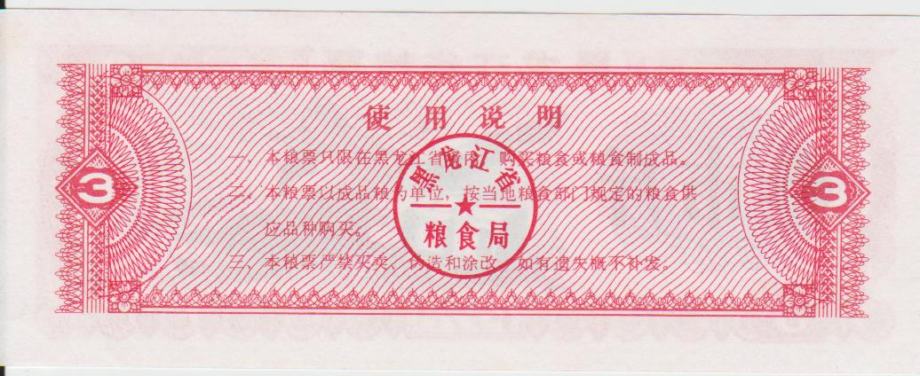 使用说明
一、本粮票只限在黑龙江省境内，购买粮食或粮食制成品。
二、本粮票以成品粮为单位，按当地粮食部门规定的粮食供
应品种购买。
三、本粮票严禁买卖、伪造和涂改，如有遗失概不补发。
黑龙江省
粮食局
3
3